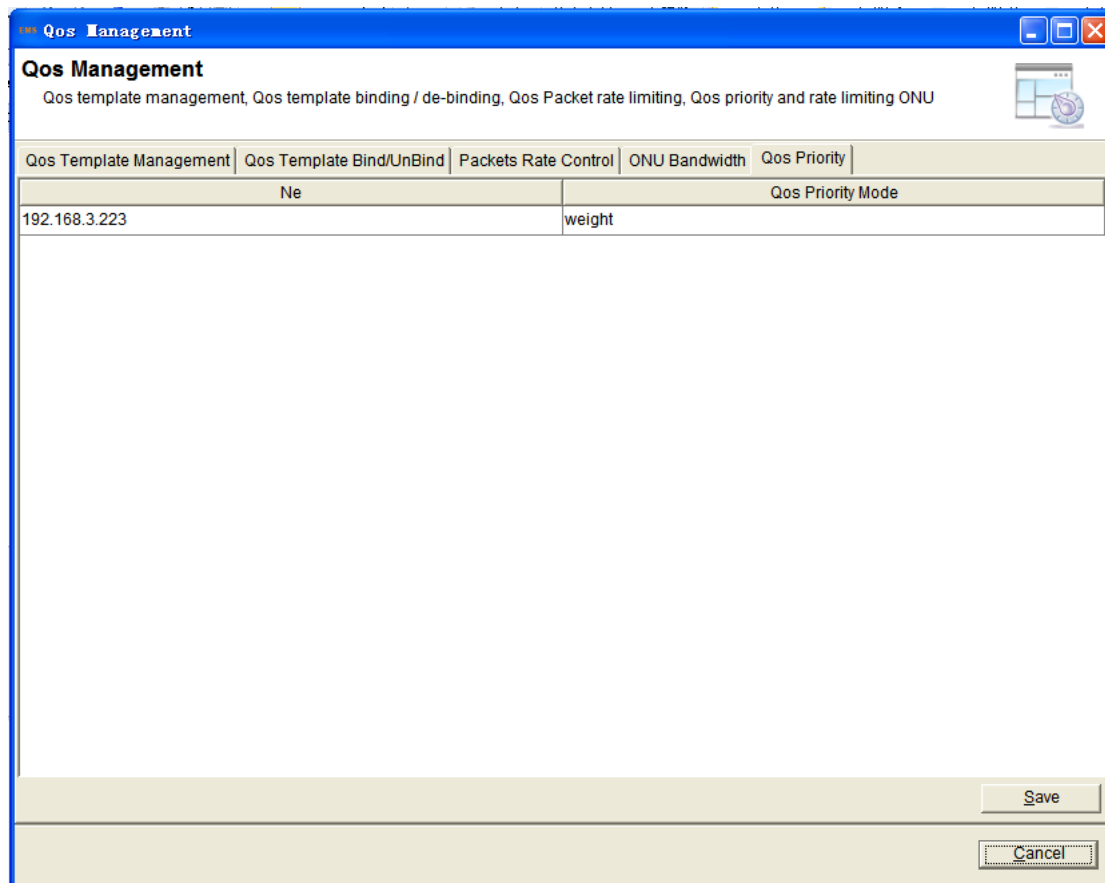 EMS Qos Management
Qos Management
Qos template management, Qos template binding / de-binding, Qos Packet rate limiting, Qos priority and rate limiting ONU
Qos Template Management Qos Template Bind/UnBind Packets Rate Control ONU Bandwidth Qos Priority
Ne Qos Priority Mode
192.168.3.223 weight
Save
Cancel